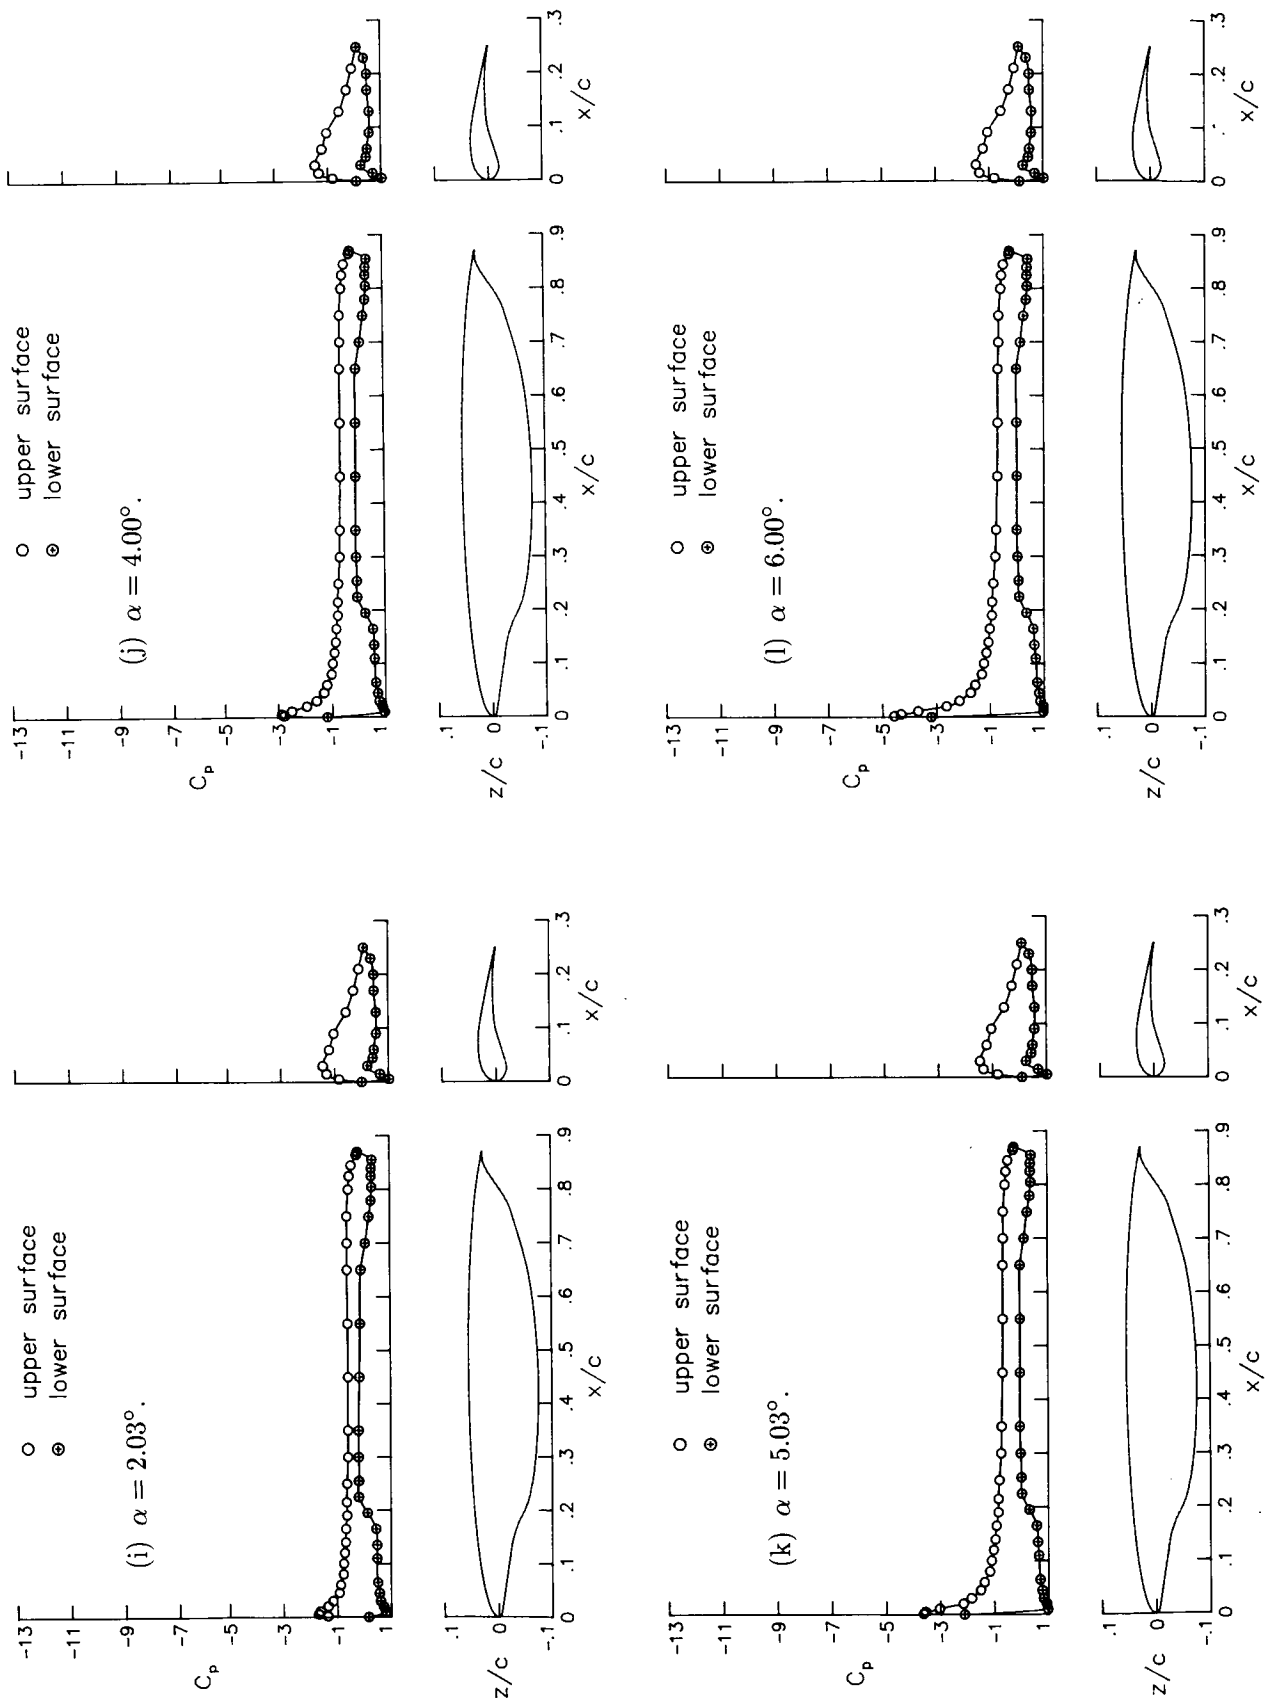 upper surface
lower surface
(i) α = 2.03°.
-13
-11
-9
-7
-5
-3
-1
1
Cp
.1
0
-.1
z/c
0 .1 .2 .3 .4 .5 .6 .7 .8 .9
x/c
0 .1 .2 .3
x/c
upper surface
lower surface
(j) α = 4.00°.
-13
-11
-9
-7
-5
-3
-1
1
Cp
.1
0
-.1
z/c
0 .1 .2 .3 .4 .5 .6 .7 .8 .9
x/c
0 .1 .2 .3
x/c
upper surface
lower surface
(k) α = 5.03°.
-13
-11
-9
-7
-5
-3
-1
1
Cp
.1
0
-.1
z/c
0 .1 .2 .3 .4 .5 .6 .7 .8 .9
x/c
0 .1 .2 .3
x/c
upper surface
lower surface
(l) α = 6.00°.
-13
-11
-9
-7
-5
-3
-1
1
Cp
.1
0
-.1
z/c
0 .1 .2 .3 .4 .5 .6 .7 .8 .9
x/c
0 .1 .2 .3
x/c